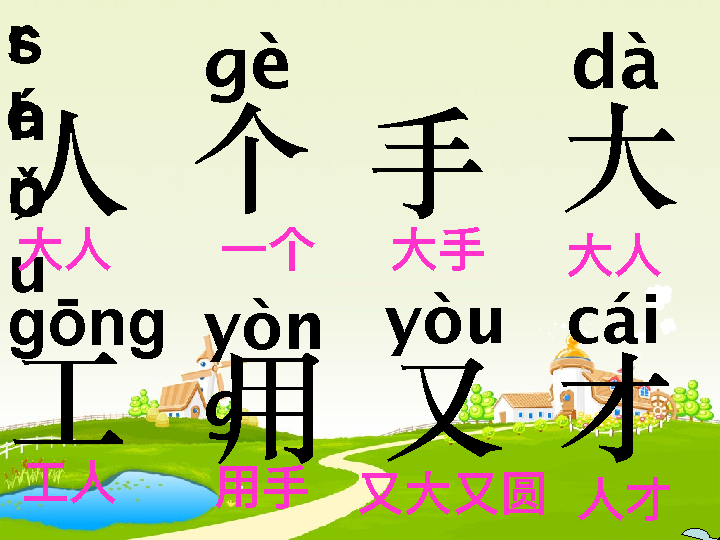 gè dà
人 个 手 大
大人 一个 大手 大人
gōng yòng yòu cái
工 用 又 才
工人 用手 又大又圆 人才